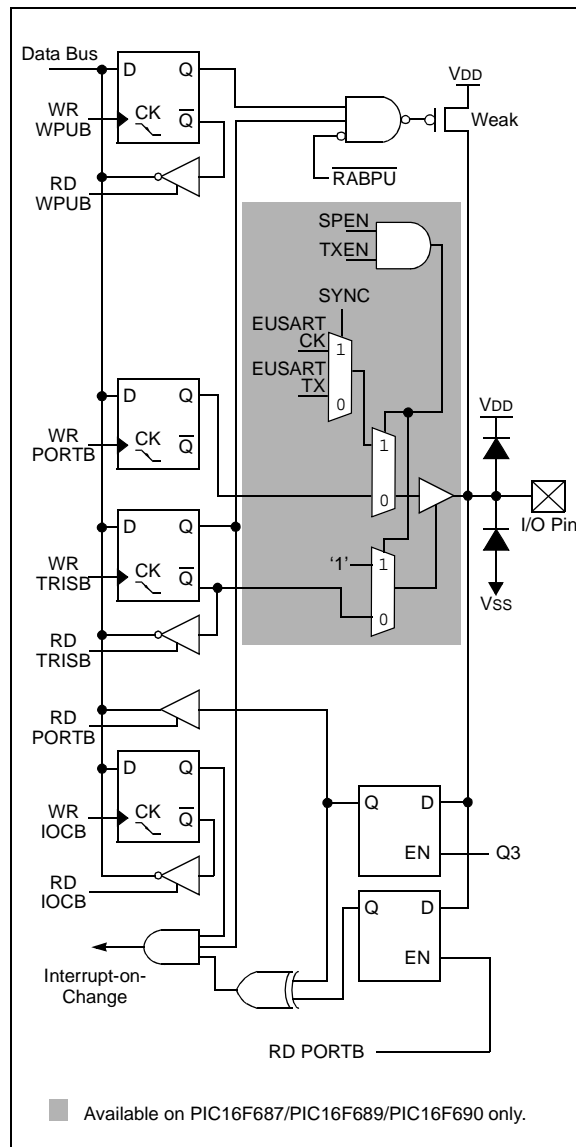 Data Bus
D Q
VDD
WR
WPUB
CK
Q
Weak
RD
WPUB
RABPU
SPEN
TXEN
SYNC
EUSART
CK
1
EUSART
TX
0
D Q
VDD
WR
PORTB
CK
Q
1
0
I/O Pin
D Q
WR
TRISB
CK
Q
‘1’
1
0
VSS
RD
TRISB
RD
PORTB
D Q
Q D
WR
IOCB
CK
Q
EN
Q3
RD
IOCB
Q D
EN
Interrupt-on-
Change
RD PORTB
Available on PIC16F687/PIC16F689/PIC16F690 only.